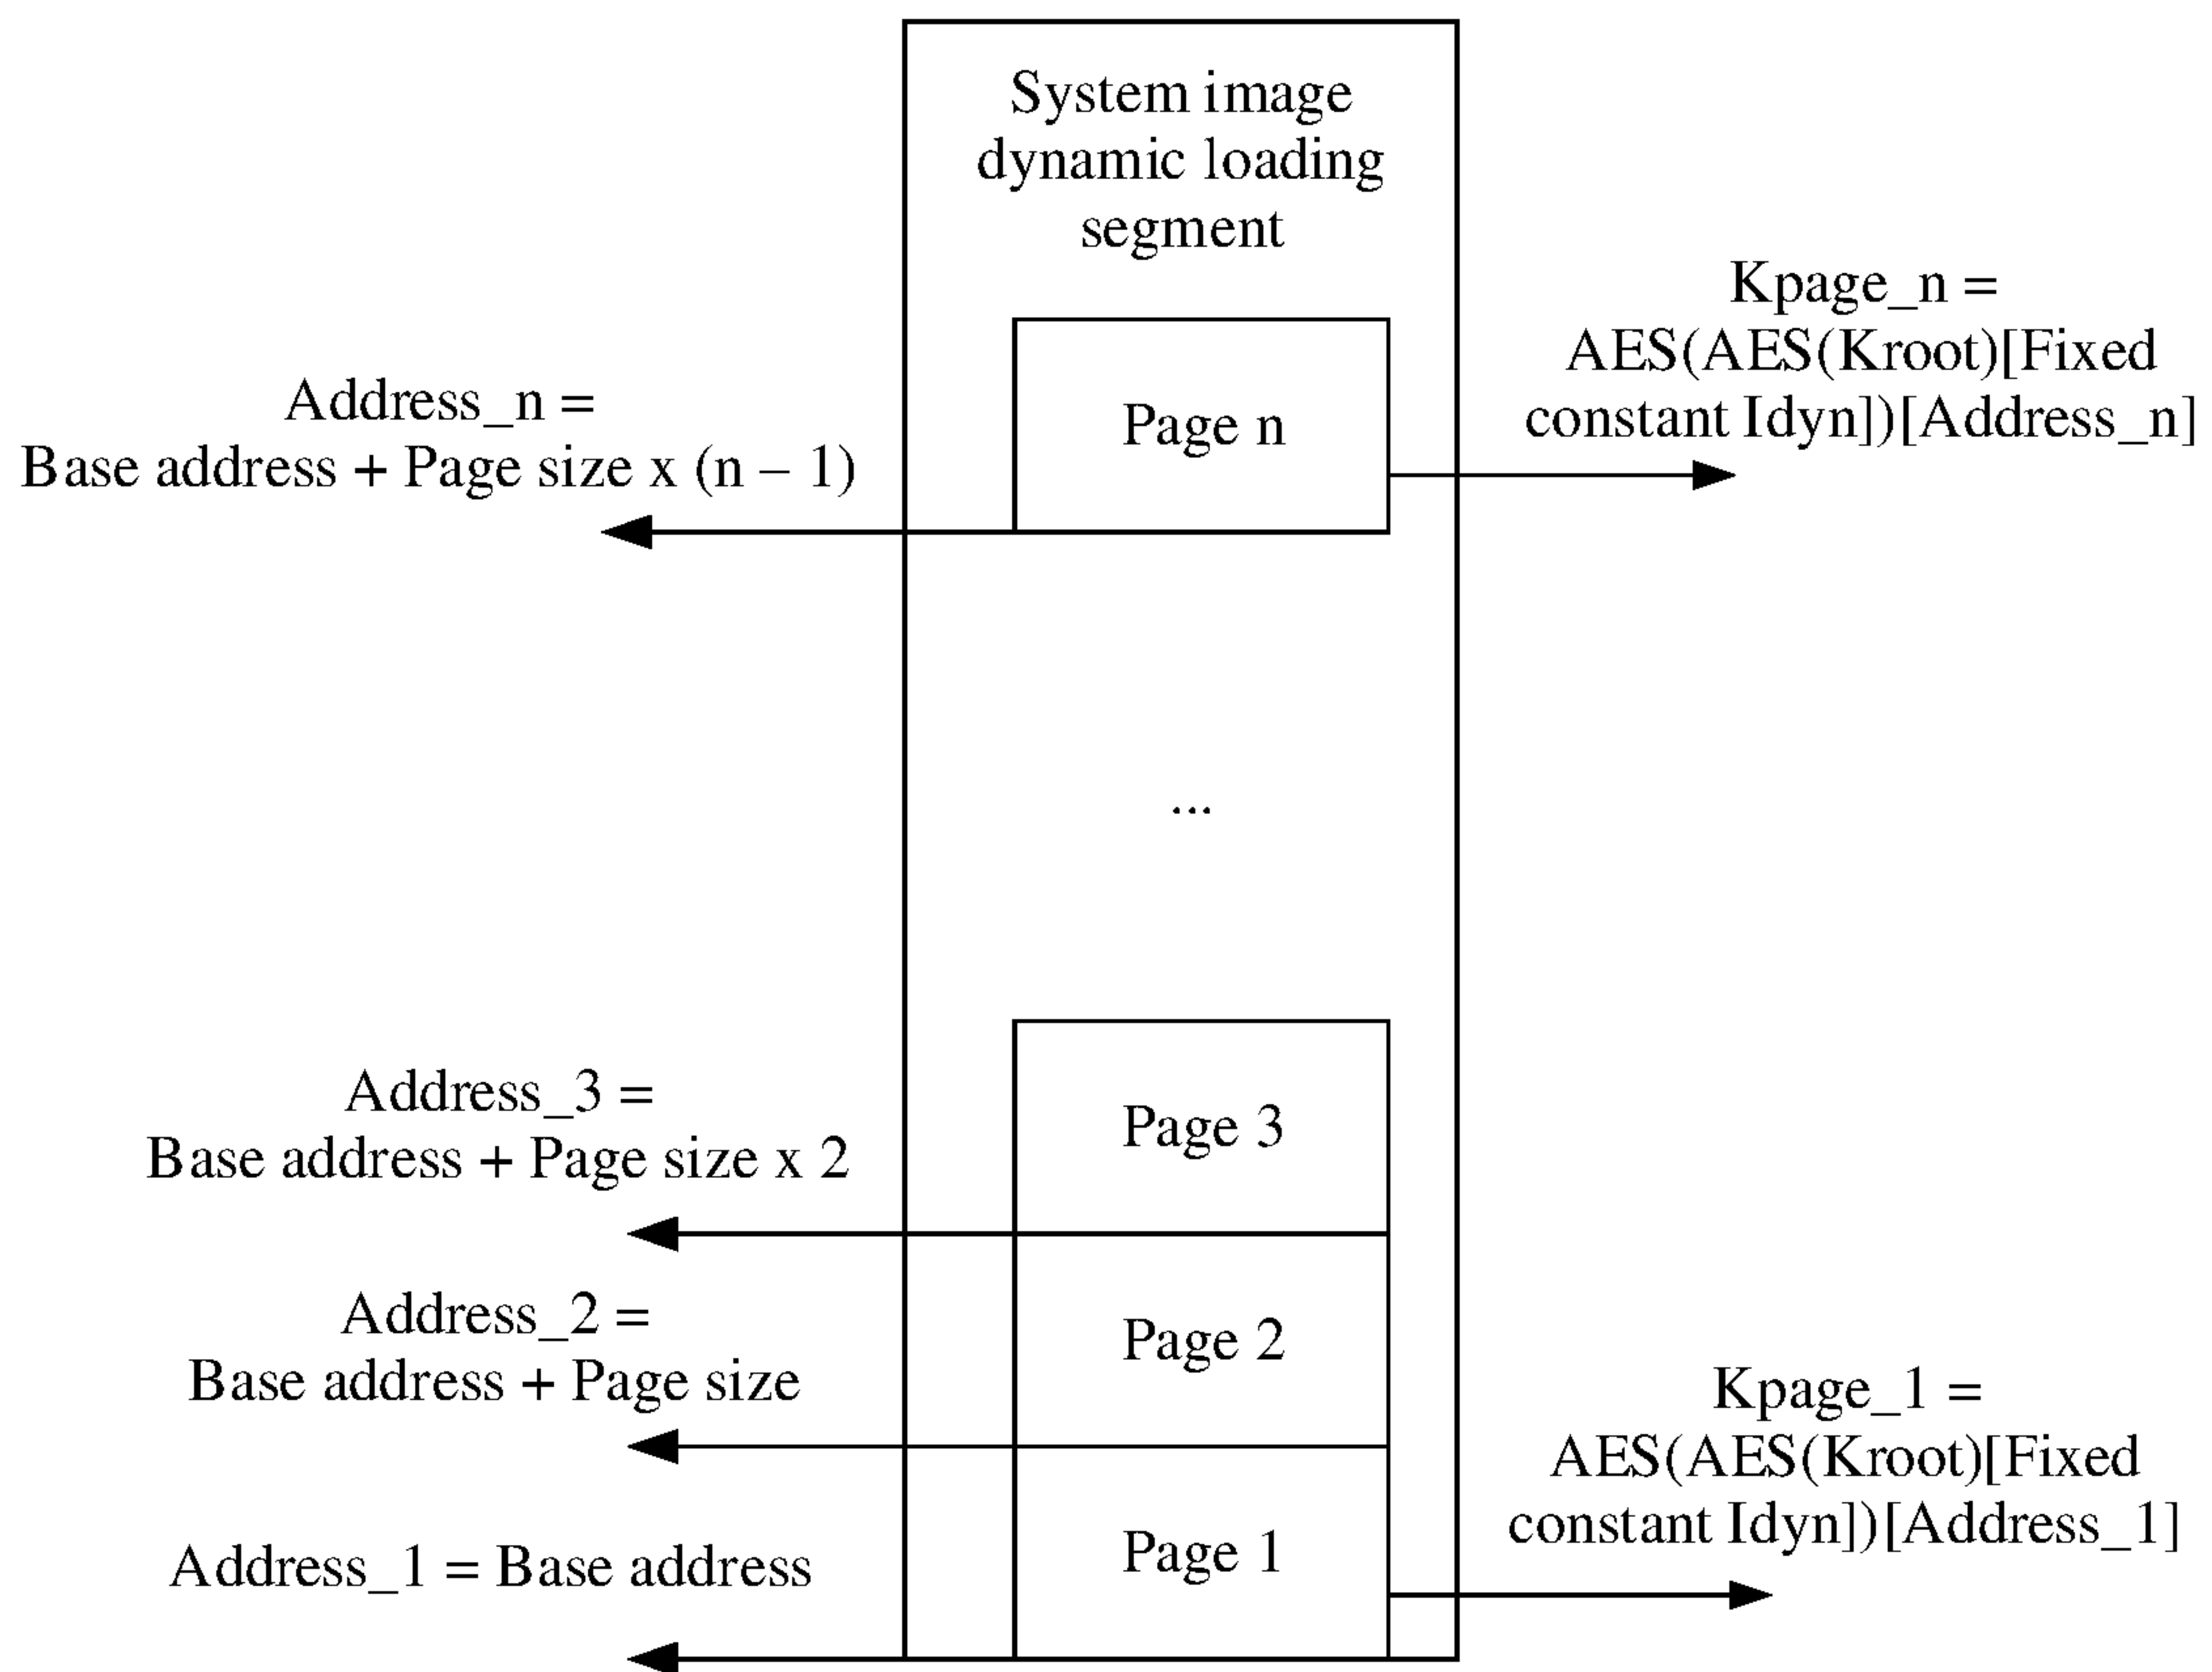 System image
dynamic loading
segment
Kpage_n =
AES(AES(Kroot)[Fixed
constant Idyn])[Address_n]
Address_n =
Base address + Page size x (n – 1)
Page n
...
Address_3 =
Base address + Page size x 2
Page 3
Address_2 =
Base address + Page size
Page 2
Kpage_1 =
AES(AES(Kroot)[Fixed
constant Idyn])[Address_1]
Address_1 = Base address
Page 1